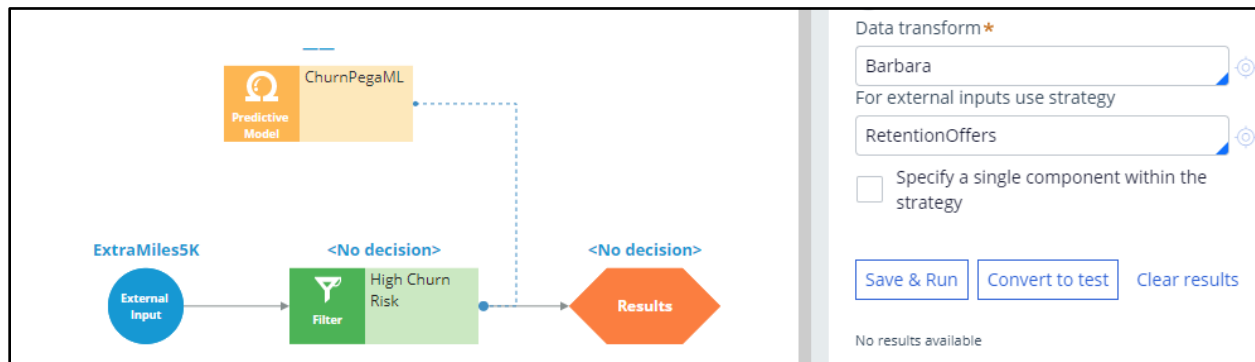 ChurnPegaML
Predictive
Model
ExtraMiles5K
<No decision>
<No decision>
External
Input
High Churn
Risk
Filter
Results
Data transform*
Barbara
For external inputs use strategy
RetentionOffers
Specify a single component within the
strategy
Save & Run
Convert to test
Clear results
No results available